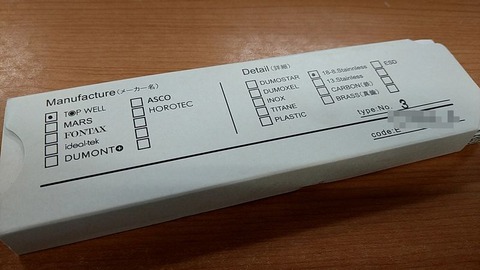 Manufacture(メーカー名)
TOP WELL
MARS
FONTAX
ideal-tek
DUMONT
ASCO
HOROTEC
Detail(詳細)
DUMOSTAR
DUMOXEL
INOX
TITANE
PLASTIC
18-8.Stainless
13.Stainless
CARBON(鉄)
BRASS(真鍮)
ESD
type:No. 3
code:E